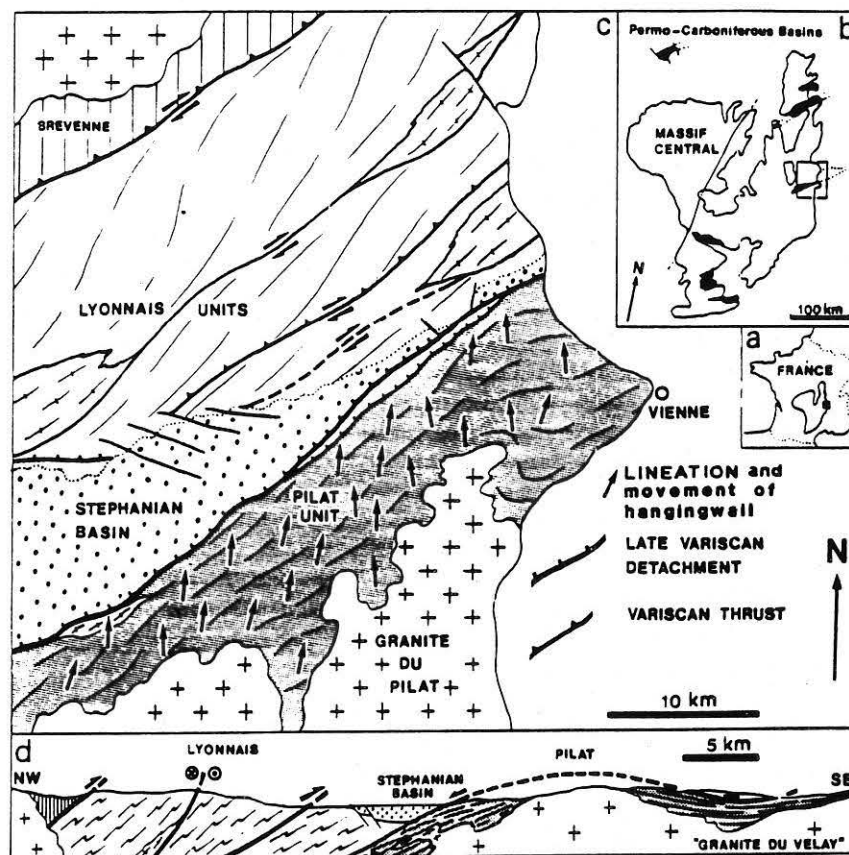 c
Permo-Carboniferous Basins
b
BREVENNE
MASSIF
CENTRAL
N
100 km
a
FRANCE
LYONNAIS UNITS
VIENNE
STEPHANIAN
BASIN
PILAT
UNIT
GRANITE
DU
PILAT
LINEATION and
movement of
hangingwall
LATE VARISCAN
DETACHMENT
VARISCAN THRUST
N
10 km
d
NW
LYONNAIS
STEPHANIAN
BASIN
PILAT
5 km
SE
"GRANITE DU VELAY"